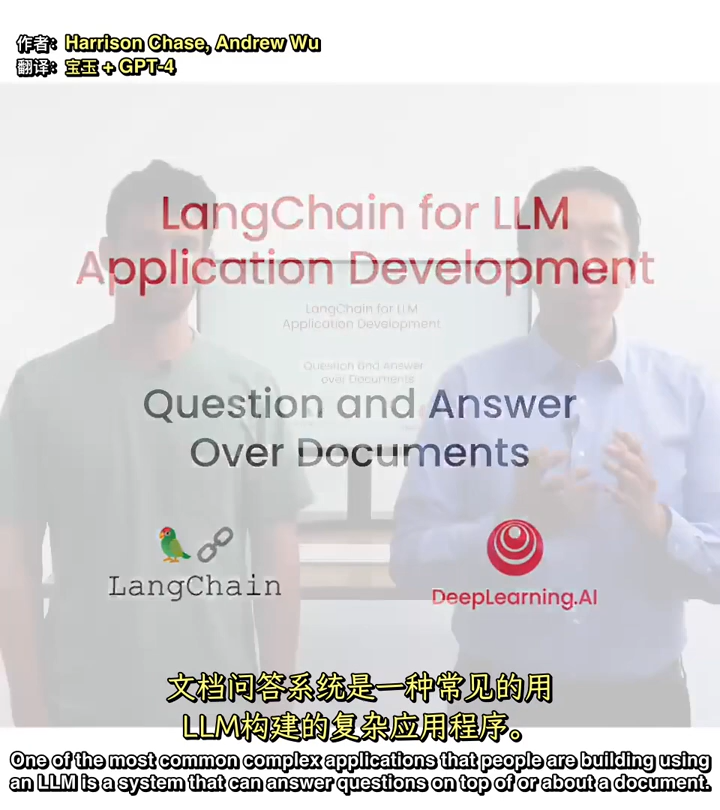 作者：Harrison Chase, Andrew Wu
翻译：宝玉 + GPT-4
LangChain for LLM
Application Development
LangChain for LLM
Application Development
Question and Answer
over Documents
Question and Answer
Over Documents
LangChain
DeepLearning.AI
文档问答系统是一种常见的用
LLM构建的复杂应用程序。
One of the most common complex applications that people are building using
an LLM is a system that can answer questions on top of or about a document.